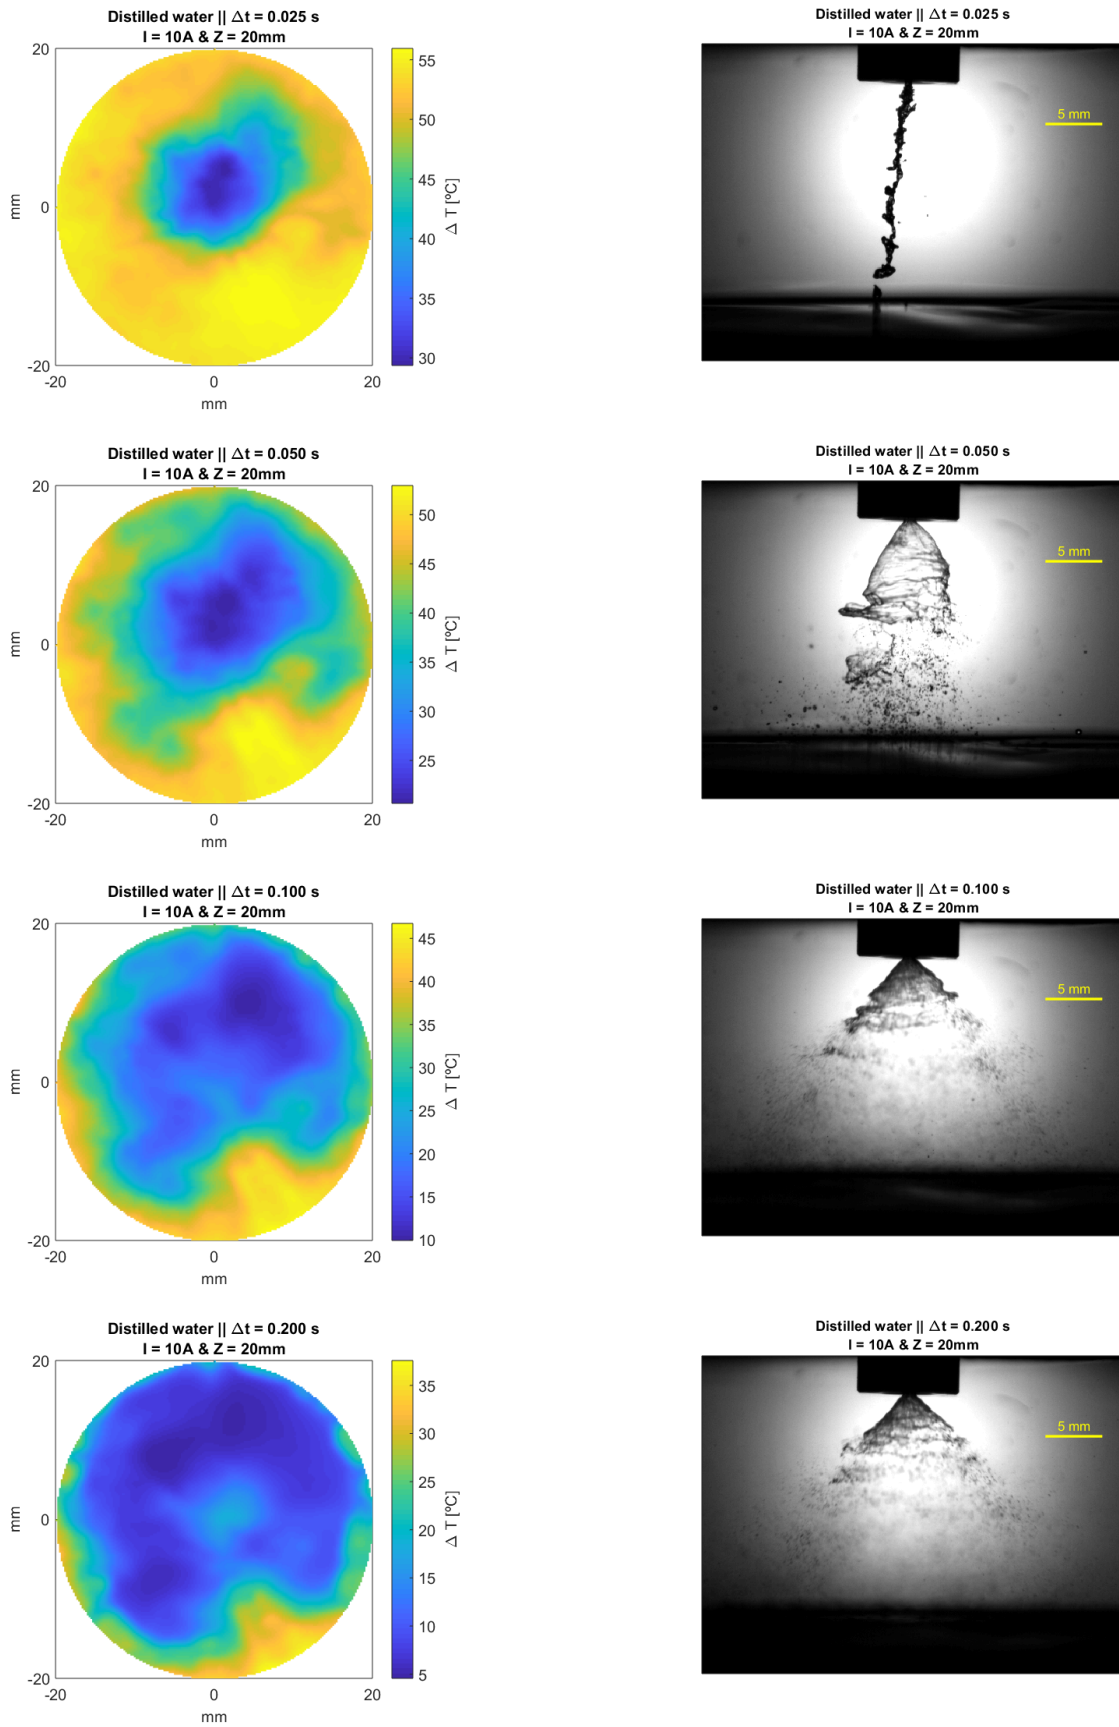 Distilled water || Δt = 0.025 s
I = 10A & Z = 20mm
20
0
-20
mm
-20
0
20
mm
55
50
45
40
35
30
Δ T [ºC]
Distilled water || Δt = 0.025 s
I = 10A & Z = 20mm
5 mm
Distilled water || Δt = 0.050 s
I = 10A & Z = 20mm
20
0
-20
mm
-20
0
20
mm
50
45
40
35
30
25
Δ T [ºC]
Distilled water || Δt = 0.050 s
I = 10A & Z = 20mm
5 mm
Distilled water || Δt = 0.100 s
I = 10A & Z = 20mm
20
0
-20
mm
-20
0
20
mm
45
40
35
30
25
20
15
10
Δ T [ºC]
Distilled water || Δt = 0.100 s
I = 10A & Z = 20mm
5 mm
Distilled water || Δt = 0.200 s
I = 10A & Z = 20mm
20
0
-20
mm
-20
0
20
mm
35
30
25
20
15
10
5
Δ T [ºC]
Distilled water || Δt = 0.200 s
I = 10A & Z = 20mm
5 mm